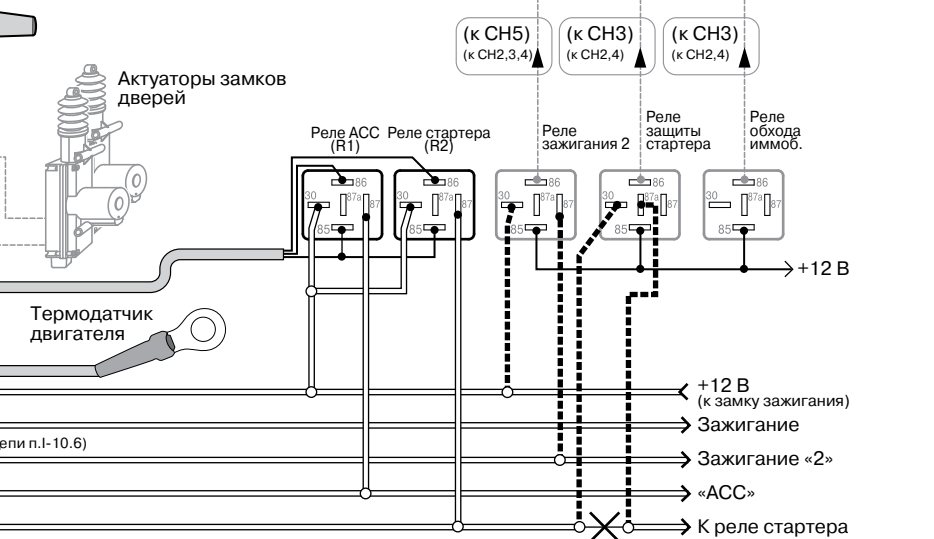 (к CH5)
(к CH2,3,4)
(к CH3)
(к CH2,4)
(к CH3)
(к CH2,4)
Актуаторы замков
дверей
Реле ACC
(R1)
Реле стартера
(R2)
Реле
зажигания 2
Реле
защиты
стартера
Реле
обхода
иммоб.
86
30
87a
87
85
86
30
87a
87
85
86
30
87a
87
85
86
30
87a
87
85
86
30
87a
87
85
+12 В
Термодатчик
двигателя
+12 В
(к замку зажигания)
Зажигание
епи п.I-10.6)
Зажигание «2»
«ACC»
К реле стартера